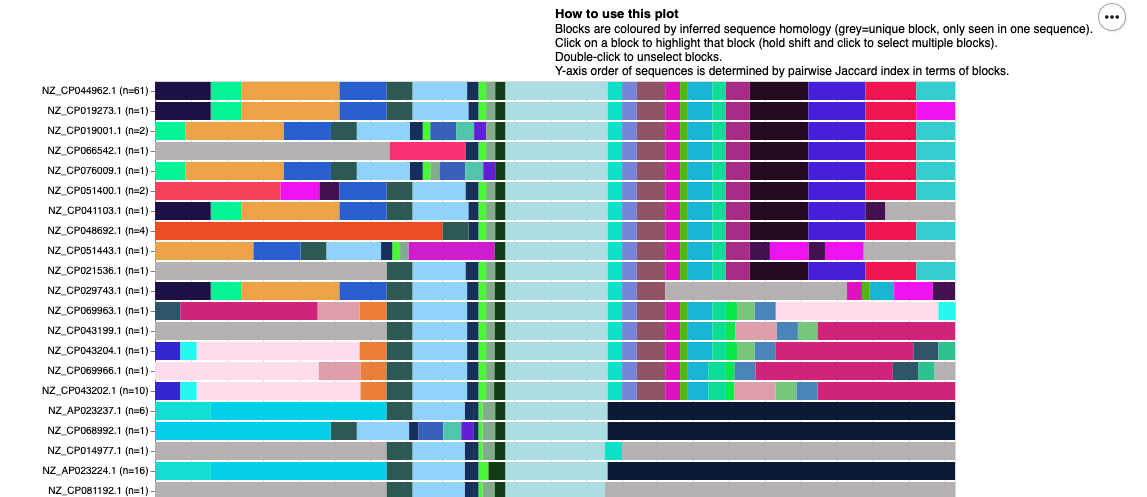 How to use this plot
Blocks are coloured by inferred sequence homology (grey=unique block, only seen in one sequence).
Click on a block to highlight that block (hold shift and click to select multiple blocks).
Double-click to unselect blocks.
Y-axis order of sequences is determined by pairwise Jaccard index in terms of blocks.
NZ_CP044962.1 (n=61)
NZ_CP019273.1 (n=1)
NZ_CP019001.1 (n=2)
NZ_CP066542.1 (n=1)
NZ_CP076009.1 (n=1)
NZ_CP051400.1 (n=2)
NZ_CP041103.1 (n=1)
NZ_CP048692.1 (n=4)
NZ_CP051443.1 (n=1)
NZ_CP021536.1 (n=1)
NZ_CP029743.1 (n=1)
NZ_CP069963.1 (n=1)
NZ_CP043199.1 (n=1)
NZ_CP043204.1 (n=1)
NZ_CP069966.1 (n=1)
NZ_CP043202.1 (n=10)
NZ_AP023237.1 (n=6)
NZ_CP068992.1 (n=1)
NZ_CP014977.1 (n=1)
NZ_AP023224.1 (n=16)
NZ_CP081192.1 (n=1)